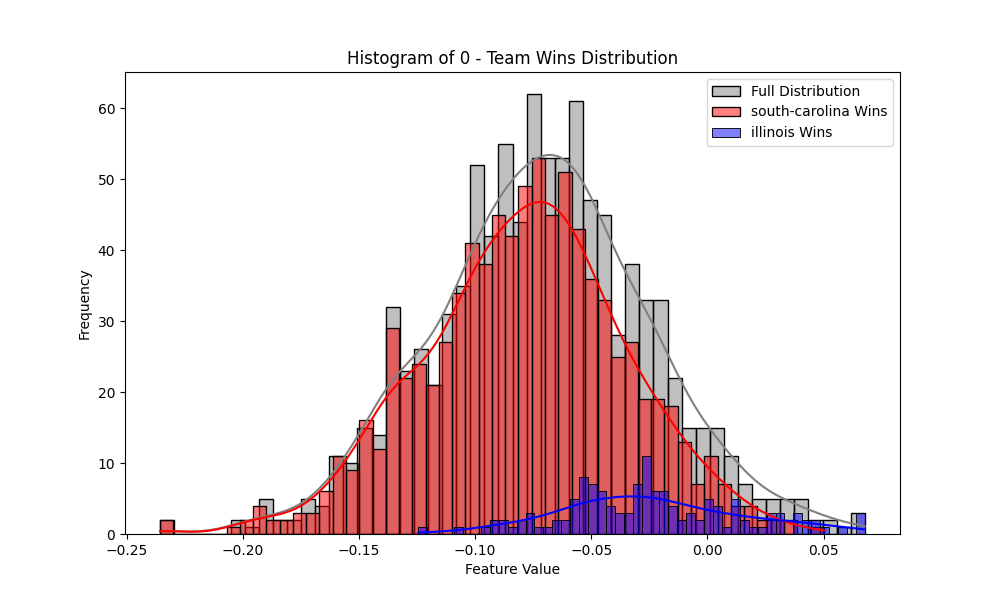 Histogram of 0 - Team Wins Distribution
Full Distribution
south-carolina Wins
illinois Wins
Frequency
60
50
40
30
20
10
0
−0.25 −0.20 −0.15 −0.10 −0.05 0.00 0.05
Feature Value